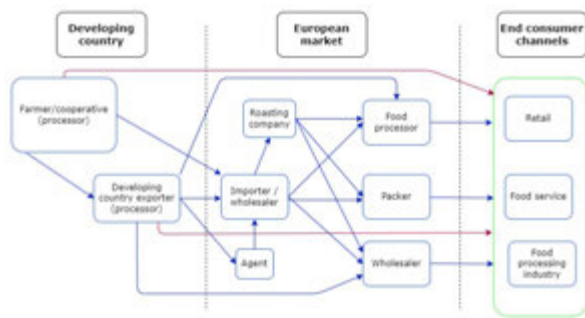 Developing
country
European
market
End consumer
channels
Farmer/cooperative
(processor)
Roasting
company
Food
processor
Retail
Developing
country exporter
(processor)
Importer /
wholesaler
Packer
Food service
Agent
Wholesaler
Food
processing
industry